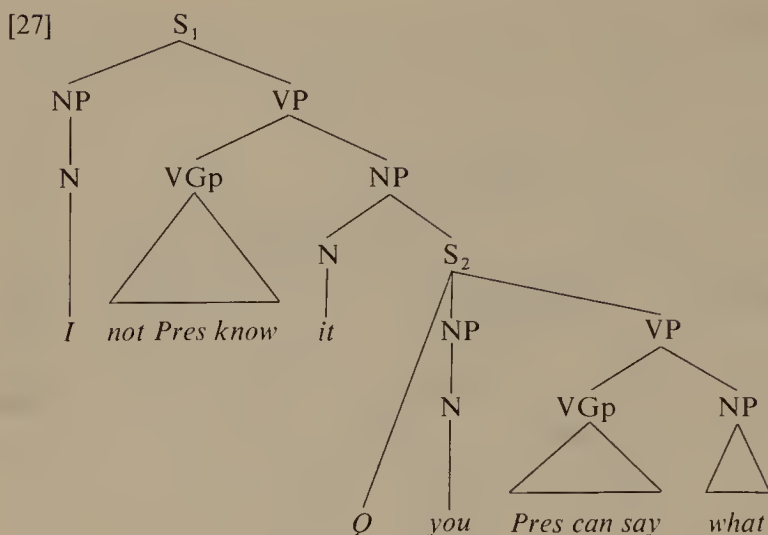 [27] S₁
NP VP
N VGp NP
N S₂
I not Pres know it NP VP
N VGp NP
Q you Pres can say what